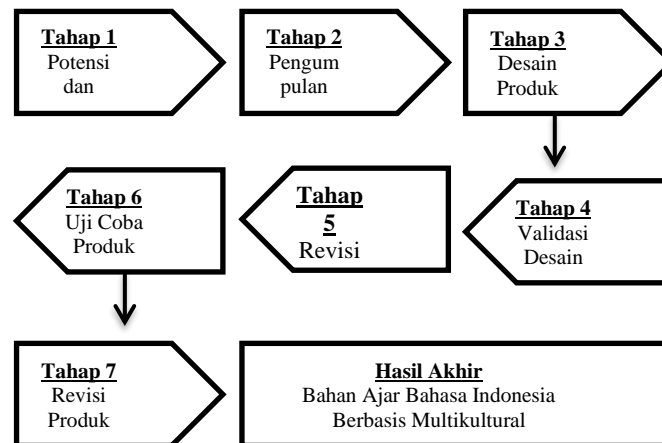 Tahap 1
Potensi
dan
Tahap 2
Pengum
pulan
Tahap 3
Desain
Produk
Tahap 4
Validasi
Desain
Tahap
5
Revisi
Tahap 6
Uji Coba
Produk
Tahap 7
Revisi
Produk
Hasil Akhir
Bahan Ajar Bahasa Indonesia
Berbasis Multikultural